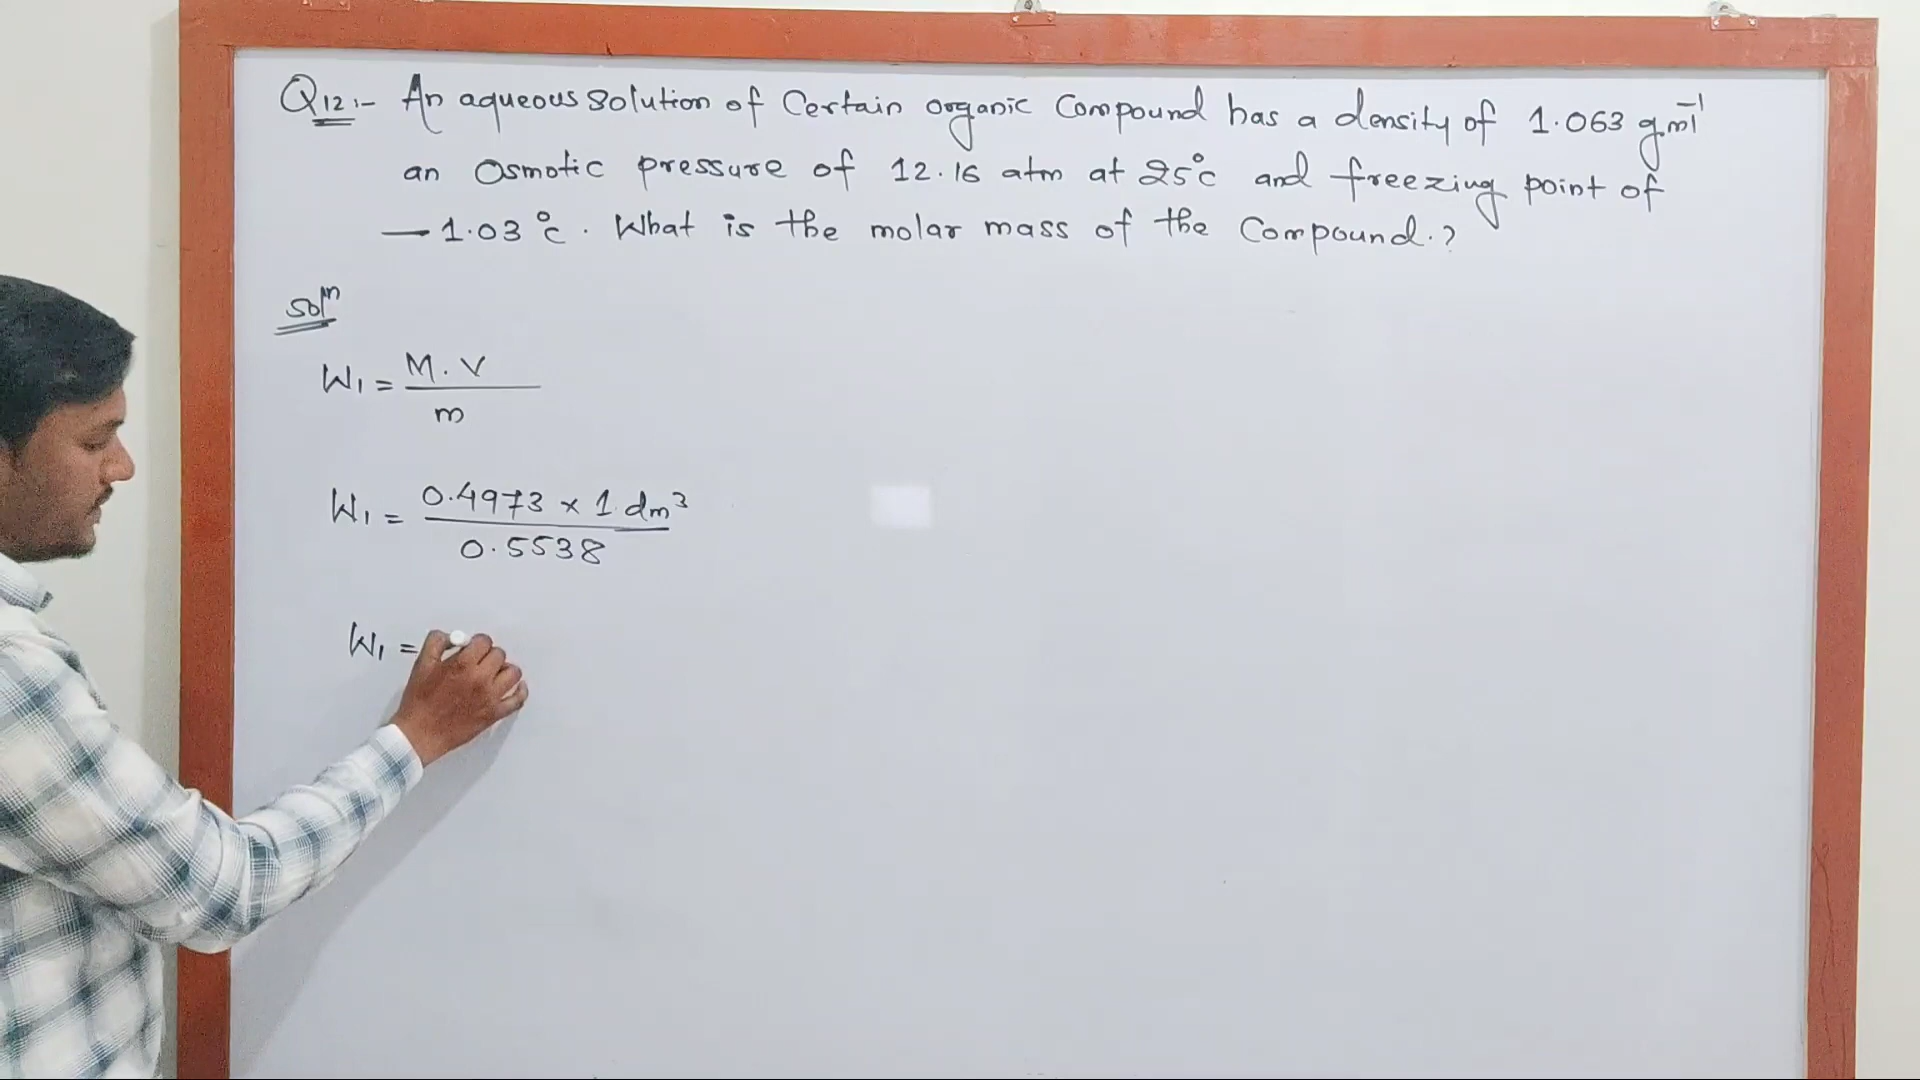 Q12:- An aqueous solution of Certain organic Compound has a density of 1.063 g.ml⁻¹
an Osmotic pressure of 12.16 atm at 25°C and freezing point of
- 1.03 °C. What is the molar mass of the Compound.?
Solⁿ
W₁ = M. V
m
W₁ = 0.4973 × 1 dm³
0.5538
W₁ =